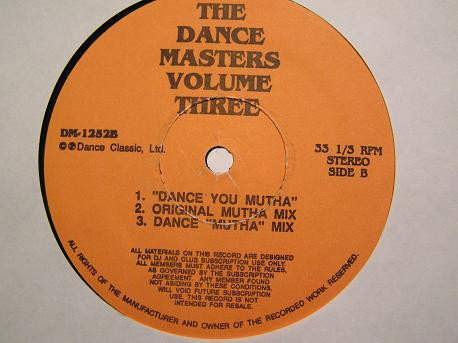 THE
DANCE
MASTERS
VOLUME
THREE
DM-1252B
©℗Dance Classic, Ltd.
33 1/3 RPM
STEREO
SIDE B
1. "DANCE YOU MUTHA"
2. ORIGINAL MUTHA MIX
3. DANCE "MUTHA" MIX
ALL MATERIALS ON THIS RECORD ARE DESIGNED
FOR DJ AND CLUB SUBSCRIPTION USE ONLY.
ALL MEMBERS MUST ADHERE TO THE RULES,
AS GOVERNED BY THE SUBSCRIPTION
AGREEMENT. ANY MEMBER FOUND
NOT ABIDING BY THESE CONDITIONS,
WILL VOID FUTURE SUBSCRIPTION
USE. THIS RECORD IS NOT
INTENDED FOR RESALE.
ALL RIGHTS OF THE MANUFACTURER AND OWNER OF THE RECORDED WORK RESERVED.